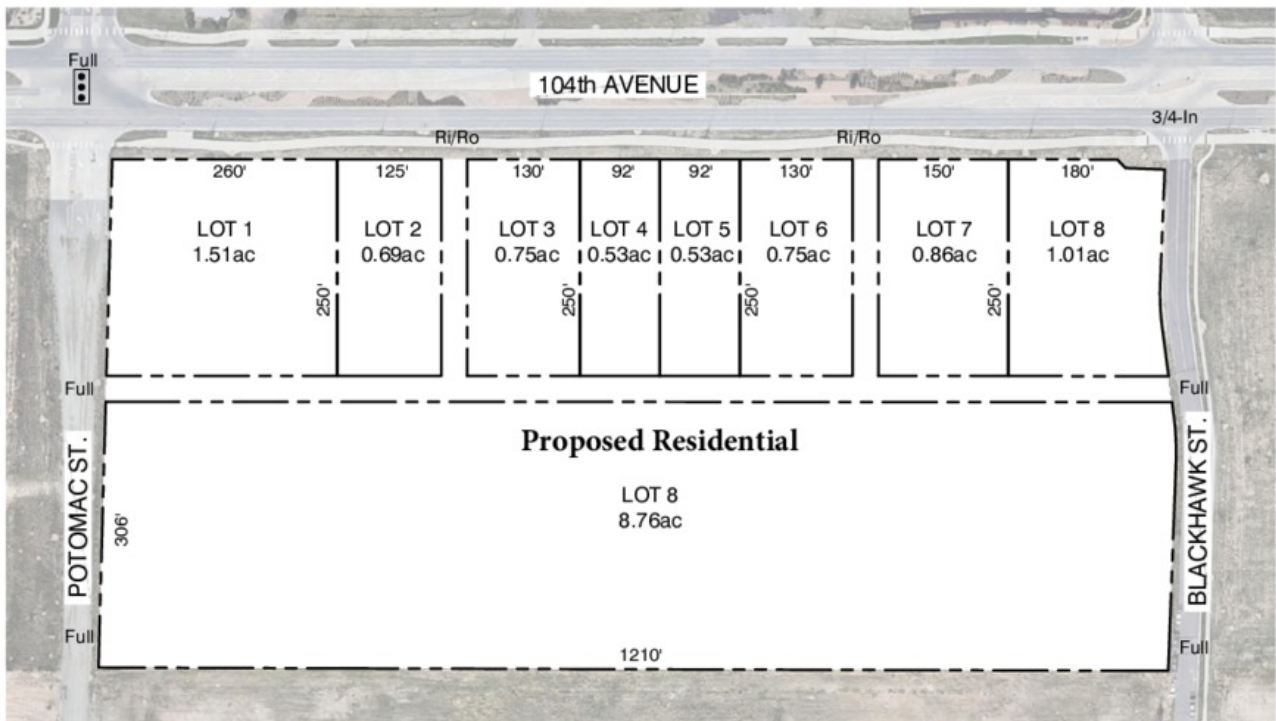 Full
104th AVENUE
3/4-In
Ri/Ro
Ri/Ro
260'
125'
130'
92'
92'
130'
150'
180'
LOT 1
1.51ac
LOT 2
0.69ac
LOT 3
0.75ac
LOT 4
0.53ac
LOT 5
0.53ac
LOT 6
0.75ac
LOT 7
0.86ac
LOT 8
1.01ac
250'
250'
250'
250'
Full
Full
Proposed Residential
LOT 8
8.76ac
POTOMAC ST.
306'
BLACKHAWK ST.
Full
1210'
Full